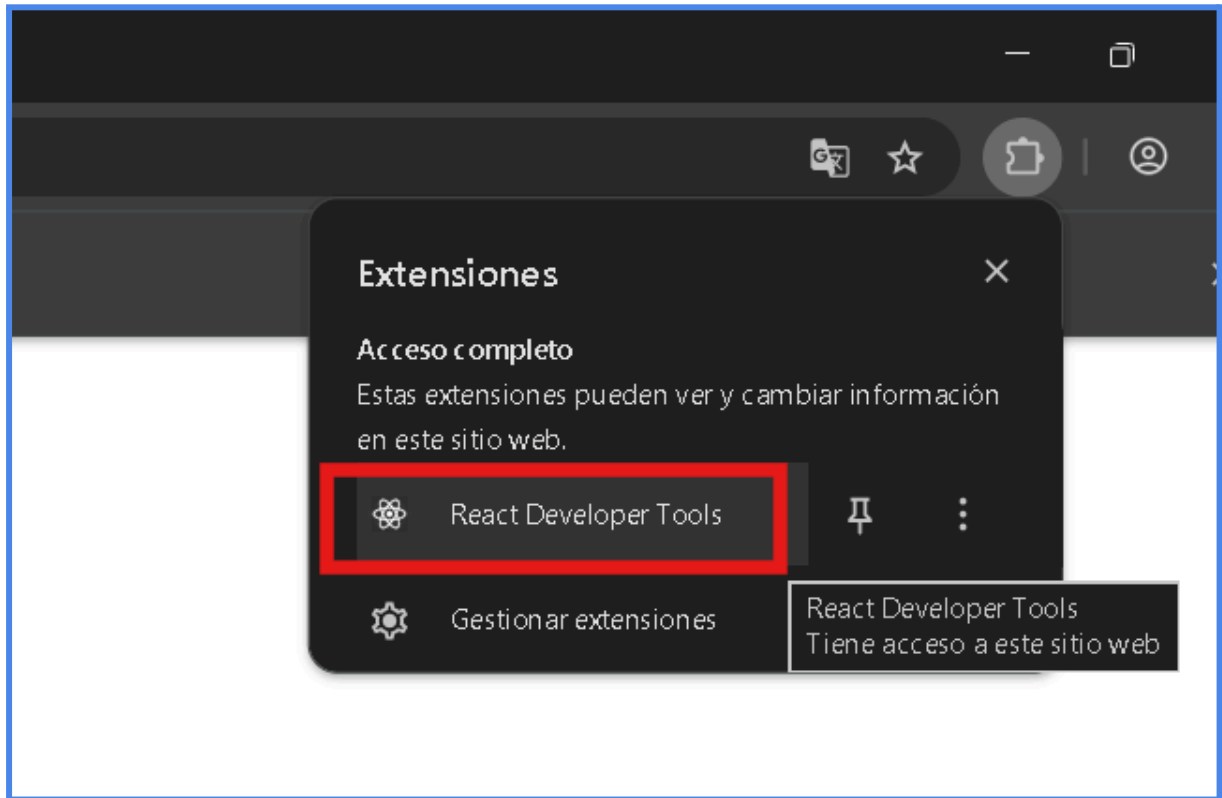 Extensiones
Acceso completo
Estas extensiones pueden ver y cambiar información
en este sitio web.
React Developer Tools
Gestionar extensiones
React Developer Tools
Tiene acceso a este sitio web